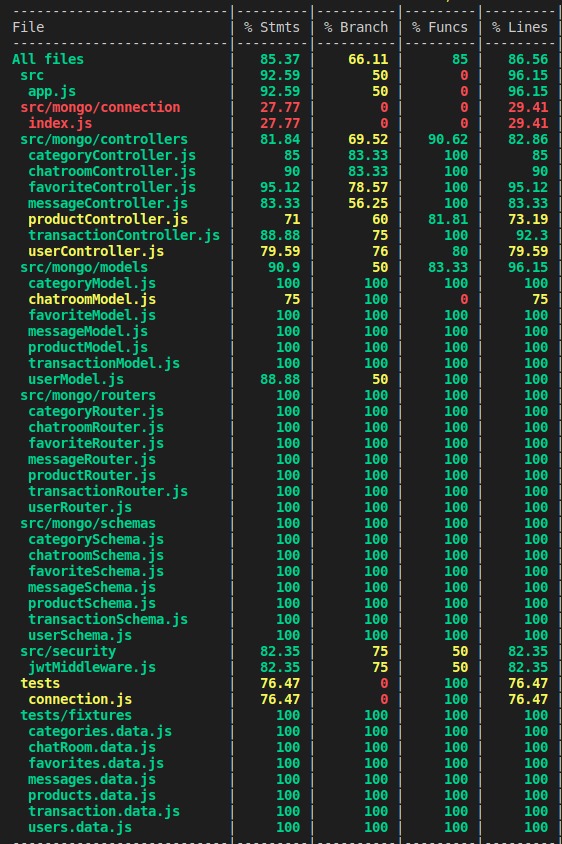 ---------------------------|---------|----------|---------|---------|
File                       | % Stmts | % Branch | % Funcs | % Lines |
---------------------------|---------|----------|---------|---------|
All files                  |   85.37 |    66.11 |      85 |   86.56 |
 src                       |   92.59 |       50 |       0 |   96.15 |
  app.js                   |   92.59 |       50 |       0 |   96.15 |
 src/mongo/connection      |   27.77 |        0 |       0 |   29.41 |
  index.js                 |   27.77 |        0 |       0 |   29.41 |
 src/mongo/controllers     |   81.84 |    69.52 |   90.62 |   82.86 |
  categoryController.js    |      85 |    83.33 |     100 |      85 |
  chatroomController.js    |      90 |    83.33 |     100 |      90 |
  favoriteController.js    |   95.12 |    78.57 |     100 |   95.12 |
  messageController.js     |   83.33 |    56.25 |     100 |   83.33 |
  productController.js     |      71 |       60 |   81.81 |   73.19 |
  transactionController.js |   88.88 |       75 |     100 |    92.3 |
  userController.js        |   79.59 |       76 |      80 |   79.59 |
 src/mongo/models          |    90.9 |       50 |   83.33 |   96.15 |
  categoryModel.js         |     100 |      100 |     100 |     100 |
  chatroomModel.js         |      75 |      100 |       0 |      75 |
  favoriteModel.js         |     100 |      100 |     100 |     100 |
  messageModel.js          |     100 |      100 |     100 |     100 |
  productModel.js          |     100 |      100 |     100 |     100 |
  transactionModel.js      |     100 |      100 |     100 |     100 |
  userModel.js             |   88.88 |       50 |     100 |     100 |
 src/mongo/routers         |     100 |      100 |     100 |     100 |
  categoryRouter.js        |     100 |      100 |     100 |     100 |
  chatroomRouter.js        |     100 |      100 |     100 |     100 |
  favoriteRouter.js        |     100 |      100 |     100 |     100 |
  messageRouter.js         |     100 |      100 |     100 |     100 |
  productRouter.js         |     100 |      100 |     100 |     100 |
  transactionRouter.js     |     100 |      100 |     100 |     100 |
  userRouter.js            |     100 |      100 |     100 |     100 |
 src/mongo/schemas         |     100 |      100 |     100 |     100 |
  categorySchema.js        |     100 |      100 |     100 |     100 |
  chatroomSchema.js        |     100 |      100 |     100 |     100 |
  favoriteSchema.js        |     100 |      100 |     100 |     100 |
  messageSchema.js         |     100 |      100 |     100 |     100 |
  productSchema.js         |     100 |      100 |     100 |     100 |
  transactionSchema.js     |     100 |      100 |     100 |     100 |
  userSchema.js            |     100 |      100 |     100 |     100 |
 src/security              |   82.35 |       75 |      50 |   82.35 |
  jwtMiddleware.js         |   82.35 |       75 |      50 |   82.35 |
 tests                     |   76.47 |        0 |     100 |   76.47 |
  connection.js            |   76.47 |        0 |     100 |   76.47 |
 tests/fixtures            |     100 |      100 |     100 |     100 |
  categories.data.js       |     100 |      100 |     100 |     100 |
  chatRoom.data.js         |     100 |      100 |     100 |     100 |
  favorites.data.js        |     100 |      100 |     100 |     100 |
  messages.data.js         |     100 |      100 |     100 |     100 |
  products.data.js         |     100 |      100 |     100 |     100 |
  transaction.data.js      |     100 |      100 |     100 |     100 |
  users.data.js            |     100 |      100 |     100 |     100 |
---------------------------|---------|----------|---------|---------|